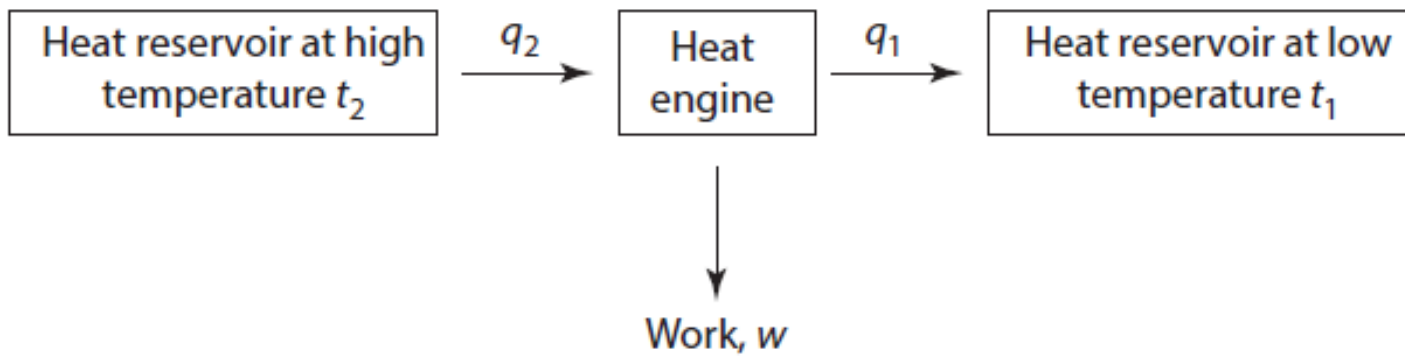 Heat reservoir at high
temperature t₂
q₂
Heat
engine
q₁
Heat reservoir at low
temperature t₁
Work, w